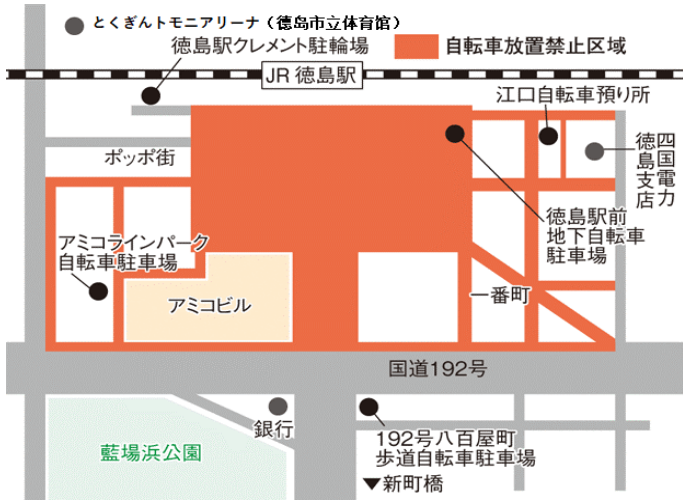 とくぎんトモニアリーナ（徳島市立体育館）
徳島駅クレメント駐輪場
自転車放置禁止区域
JR 徳島駅
江口自転車預り所
ポッポ街
四国電力
徳島支店
徳島駅前
地下自転車
駐車場
アミコラインパーク
自転車駐車場
アミコビル
一番町
国道192号
銀行
192号八百屋町
歩道自転車駐車場
藍場浜公園
▼新町橋